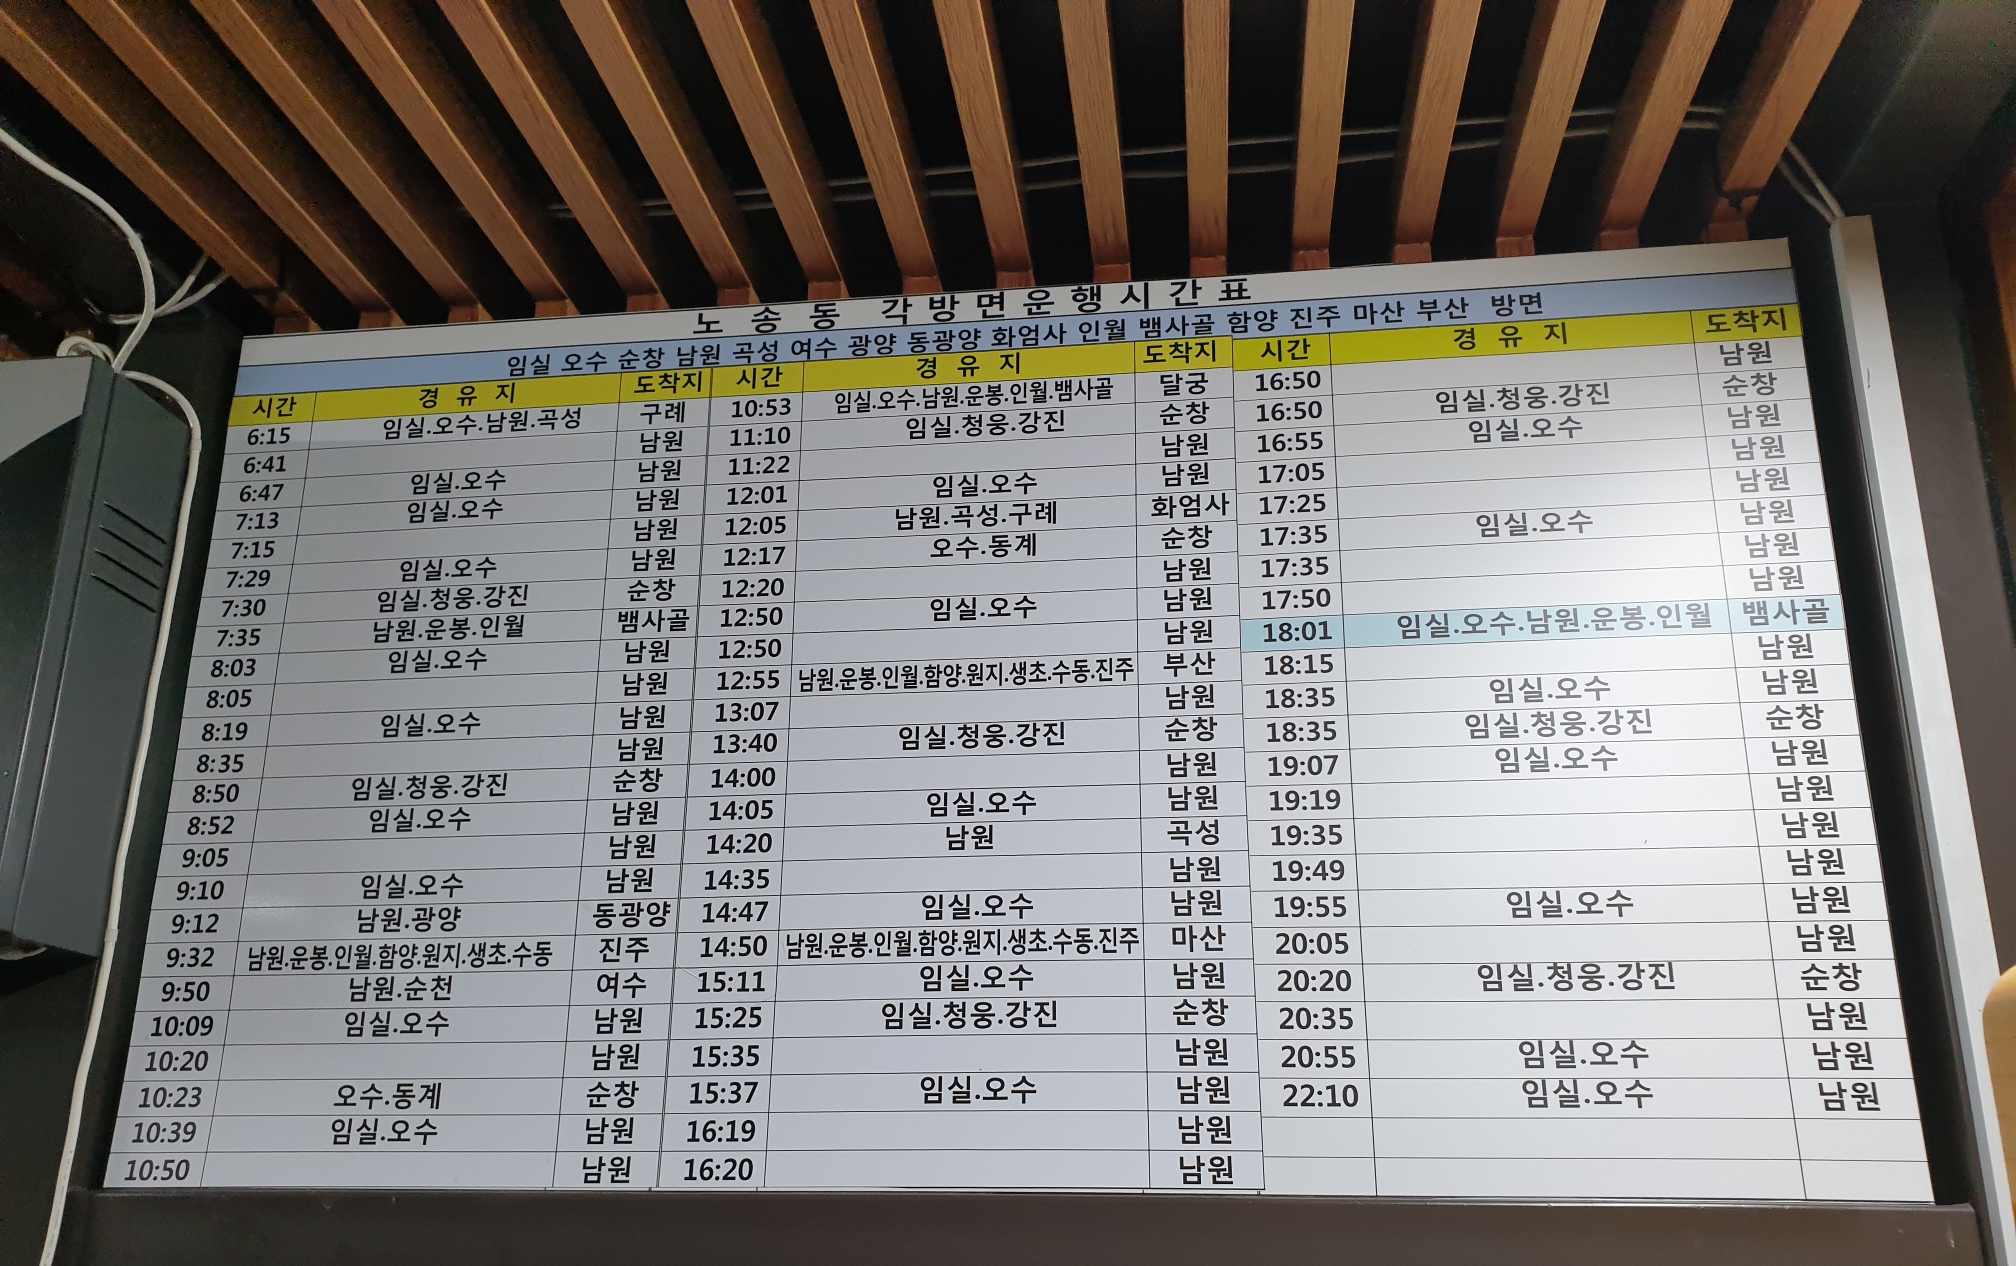 노 송 동 각방면운행시간표
임실 오수 순창 남원 곡성 여수 광양 동광양 화엄사 인월 뱀사골 함양 진주 마산 부산 방면
시간 경 유 지 도착지 시간 경 유 지 도착지 시간 경 유 지 도착지
6:15 임실.오수.남원.곡성 구례 10:53 임실.오수.남원.운봉.인월.뱀사골 달궁 16:50 남원
6:41 남원 11:10 임실.청웅.강진 순창 16:50 임실.청웅.강진 순창
6:47 임실.오수 남원 11:22 남원 16:55 임실.오수 남원
7:13 임실.오수 남원 12:01 임실.오수 남원 17:05 남원
7:15 남원 12:05 남원.곡성.구례 화엄사 17:25 남원
7:29 임실.오수 남원 12:17 오수.동계 순창 17:35 임실.오수 남원
7:30 임실.청웅.강진 순창 12:20 남원 17:35 남원
7:35 남원.운봉.인월 뱀사골 12:50 임실.오수 남원 17:50 남원
8:03 임실.오수 남원 12:50 남원 18:01 임실.오수.남원.운봉.인월 뱀사골
8:05 남원 12:55 남원.운봉.인월.함양.원지.생초.수동.진주 부산 18:15 남원
8:19 임실.오수 남원 13:07 남원 18:35 임실.오수 남원
8:35 남원 13:40 임실.청웅.강진 순창 18:35 임실.청웅.강진 순창
8:50 임실.청웅.강진 순창 14:00 남원 19:07 임실.오수 남원
8:52 임실.오수 남원 14:05 임실.오수 남원 19:19 남원
9:05 남원 14:20 남원 곡성 19:35 남원
9:10 임실.오수 남원 14:35 남원 19:49 남원
9:12 남원.광양 동광양 14:47 임실.오수 남원 19:55 임실.오수 남원
9:32 남원.운봉.인월.함양.원지.생초.수동 진주 14:50 남원.운봉.인월.함양.원지.생초.수동.진주 마산 20:05 남원
9:50 남원.순천 여수 15:11 임실.오수 남원 20:20 임실.청웅.강진 순창
10:09 임실.오수 남원 15:25 임실.청웅.강진 순창 20:35 남원
10:20 남원 15:35 남원 20:55 임실.오수 남원
10:23 오수.동계 순창 15:37 임실.오수 남원 22:10 임실.오수 남원
10:39 임실.오수 남원 16:19 남원
10:50 남원 16:20 남원